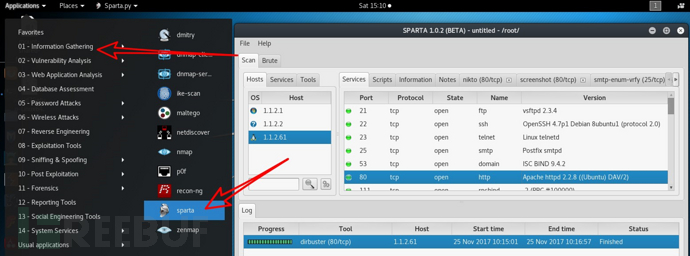 Applications Places Sparta.py Sat 15:10 1
Favorites
01 - Information Gathering
02 - Vulnerability Analysis
03 - Web Application Analysis
04 - Database Assessment
05 - Password Attacks
06 - Wireless Attacks
07 - Reverse Engineering
08 - Exploitation Tools
09 - Sniffing & Spoofing
10 - Post Exploitation
11 - Forensics
12 - Reporting Tools
13 - Social Engineering Tools
14 - System Services
Usual applications
dmitry
dnmap-clie...
dnmap-ser...
ike-scan
maltego
netdiscover
nmap
p0f
recon-ng
sparta
zenmap
SPARTA 1.0.2 (BETA) - untitled - /root/
File Help
Scan Brute
Hosts Services Tools
OS Host
1.1.2.1
1.1.2.2
1.1.2.61
Services Scripts Information Notes nikto (80/tcp) screenshot (80/tcp) smtp-enum-vrfy (25/tcp)
Port Protocol State Name Version
21 tcp open ftp vsftpd 2.3.4
22 tcp open ssh OpenSSH 4.7p1 Debian 8ubuntu1 (protocol 2.0)
23 tcp open telnet Linux telnetd
25 tcp open smtp Postfix smtpd
53 tcp open domain ISC BIND 9.4.2
80 tcp open http Apache httpd 2.2.8 ((Ubuntu) DAV/2)
111 tcp open rpcbind 2 (RPC #100000)
Log
Progress Tool Host Start time End time Status
dirbuster (80/tcp) 1.1.2.61 25 Nov 2017 10:15:01 25 Nov 2017 10:16:57 Finished
REEBUF